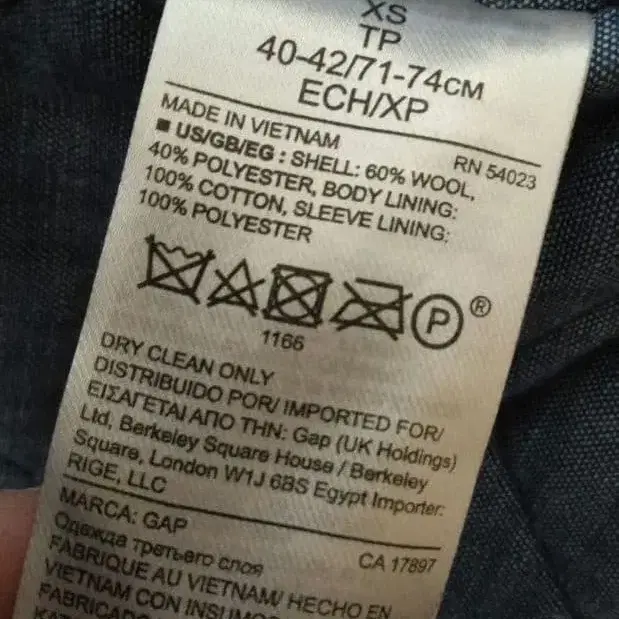 XS
TP
40-42/71-74CM
ECH/XP
MADE IN VIETNAM
RN 54023
■ US/GB/EG : SHELL: 60% WOOL,
40% POLYESTER, BODY LINING:
100% COTTON, SLEEVE LINING:
100% POLYESTER
P ®
1166
DRY CLEAN ONLY
DISTRIBUIDO POR/ IMPORTED FOR/
ΕΙΣΑΓΕΤΑΙ ΑΠΟ ΤΗΝ: Gap (UK Holdings)
Ltd, Berkeley Square House / Berkeley
Square, London W1J 6BS Egypt Importer:
RIGE, LLC
MARCA: GAP
CA 17897
Одежда третьего слоя
FABRIQUE AU VIETNAM/ HECHO EN
VIETNAM CON INSUMOS
FABRICADO